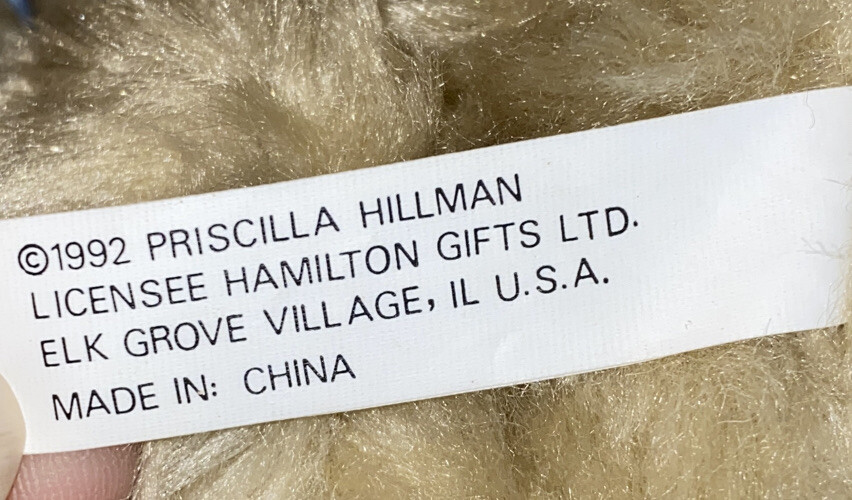 ©1992 PRISCILLA HILLMAN
LICENSEE HAMILTON GIFTS LTD.
ELK GROVE VILLAGE, IL U.S.A.
MADE IN: CHINA